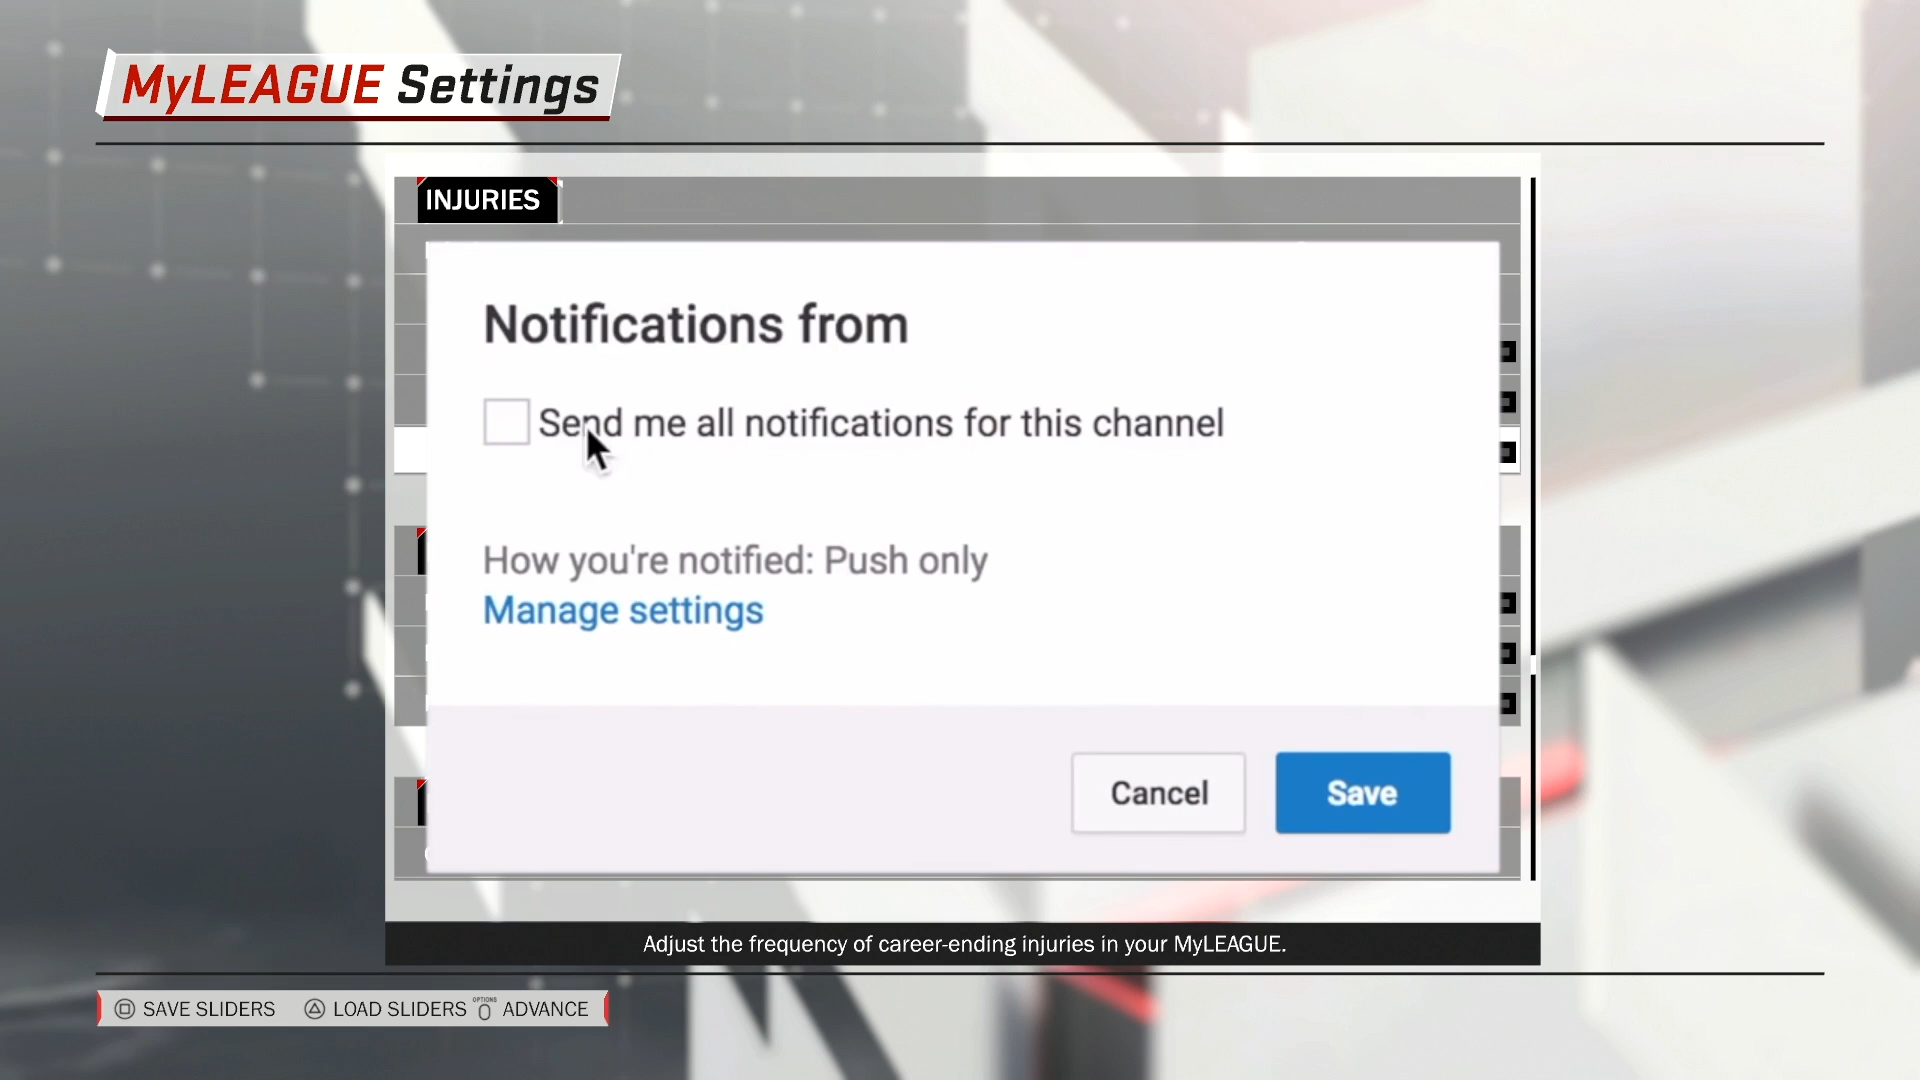 MyLEAGUE Settings
INJURIES
Notifications from
Send me all notifications for this channel
How you're notified: Push only
Manage settings
Cancel
Save
Adjust the frequency of career-ending injuries in your MyLEAGUE.
SAVE SLIDERS LOAD SLIDERS OPTIONS ADVANCE